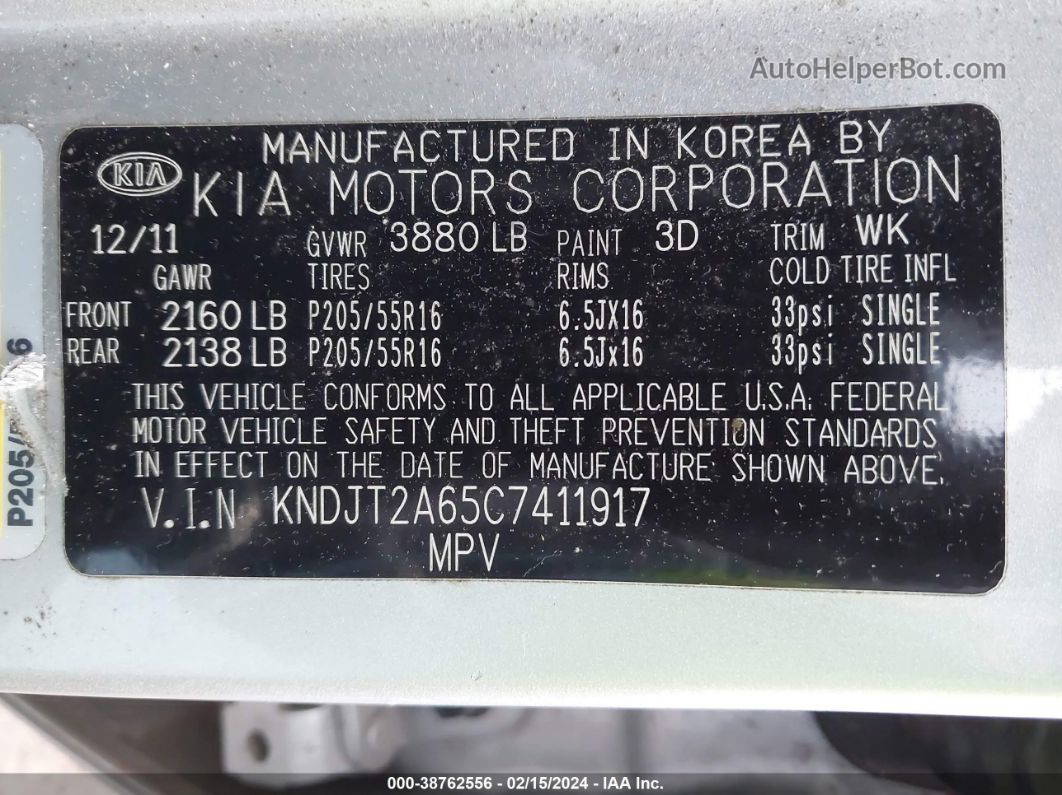 AutoHelperBot.com
MANUFACTURED IN KOREA BY
KIA KIA MOTORS CORPORATION
12/11 GVWR 3880 LB PAINT 3D TRIM WK
GAWR TIRES RIMS COLD TIRE INFL
FRONT 2160 LB P205/55R16 6.5JX16 33psi SINGLE
REAR 2138 LB P205/55R16 6.5Jx16 33psi SINGLE
THIS VEHICLE CONFORMS TO ALL APPLICABLE U.S.A. FEDERAL
MOTOR VEHICLE SAFETY AND THEFT PREVENTION STANDARDS
IN EFFECT ON THE DATE OF MANUFACTURE SHOWN ABOVE.
V.I.N KNDJT2A65C7411917
MPV
000-38762556 - 02/15/2024 - IAA Inc.